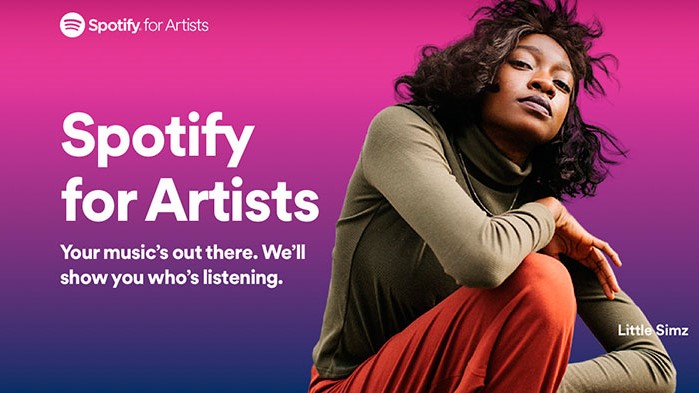 Spotify for Artists
Spotify
for Artists
Your music's out there. We'll
show you who's listening.
Little Simz